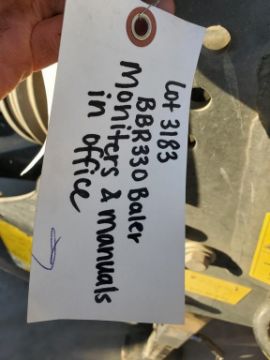 Lot 3183
BBR330 Baler
Moniters & manuals
in office